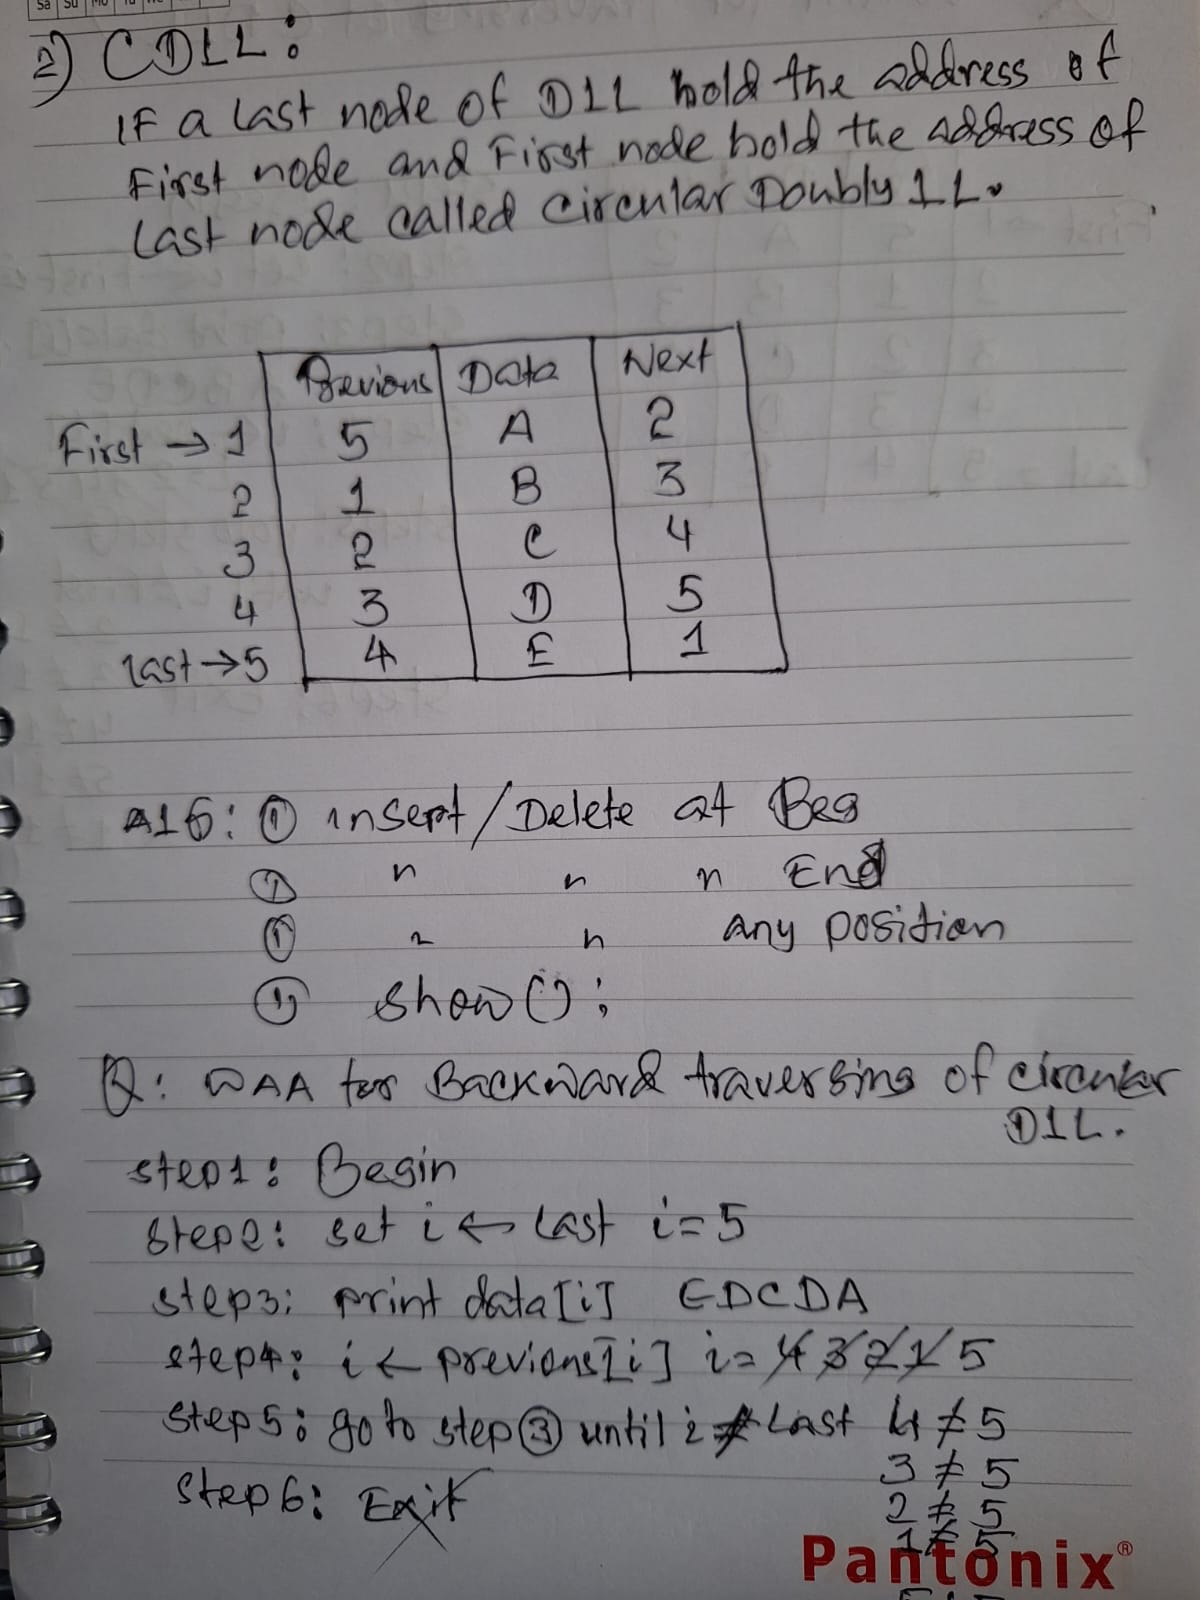 2) CDLL:
IF a Last node of DLL hold the address of
First node and First node hold the address of
Last node called Circular Doubly LL.
Previous Data Next
First → 1 5 A 2
2 1 B 3
3 2 C 4
4 3 D 5
Last → 5 4 E 1
ALG: ① insert/Delete at Beg
① " " " End
① " " any position
① show();
Q: WAA for Backward traversing of circular
DLL.
step1: Begin
step2: set i ← Last i=5
step3: print data[i] EDCDA
step4: i ← previous[i] i= 4 3 2 1 5
step5: go to step ③ until i ≠ Last 4 ≠ 5
3 ≠ 5
2 ≠ 5
1 ≠ 5
step6: Exit
Pantonix®